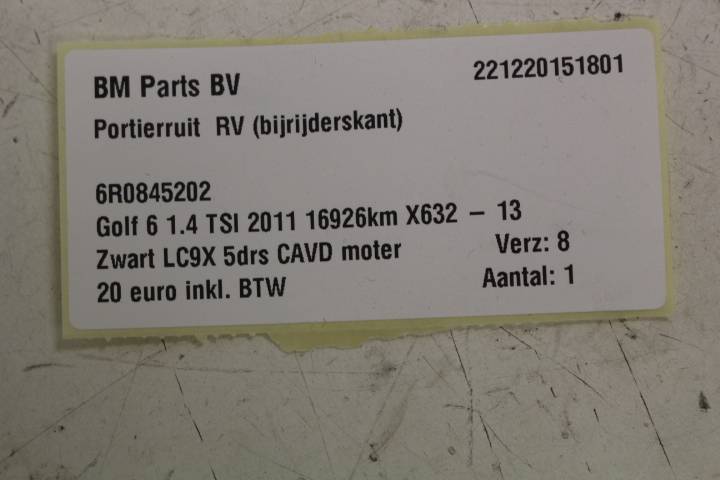 BM Parts BV 221220151801
Portierruit RV (bijrijderskant)
6R0845202
Golf 6 1.4 TSI 2011 16926km X632 – 13
Zwart LC9X 5drs CAVD moter Verz: 8
20 euro inkl. BTW Aantal: 1